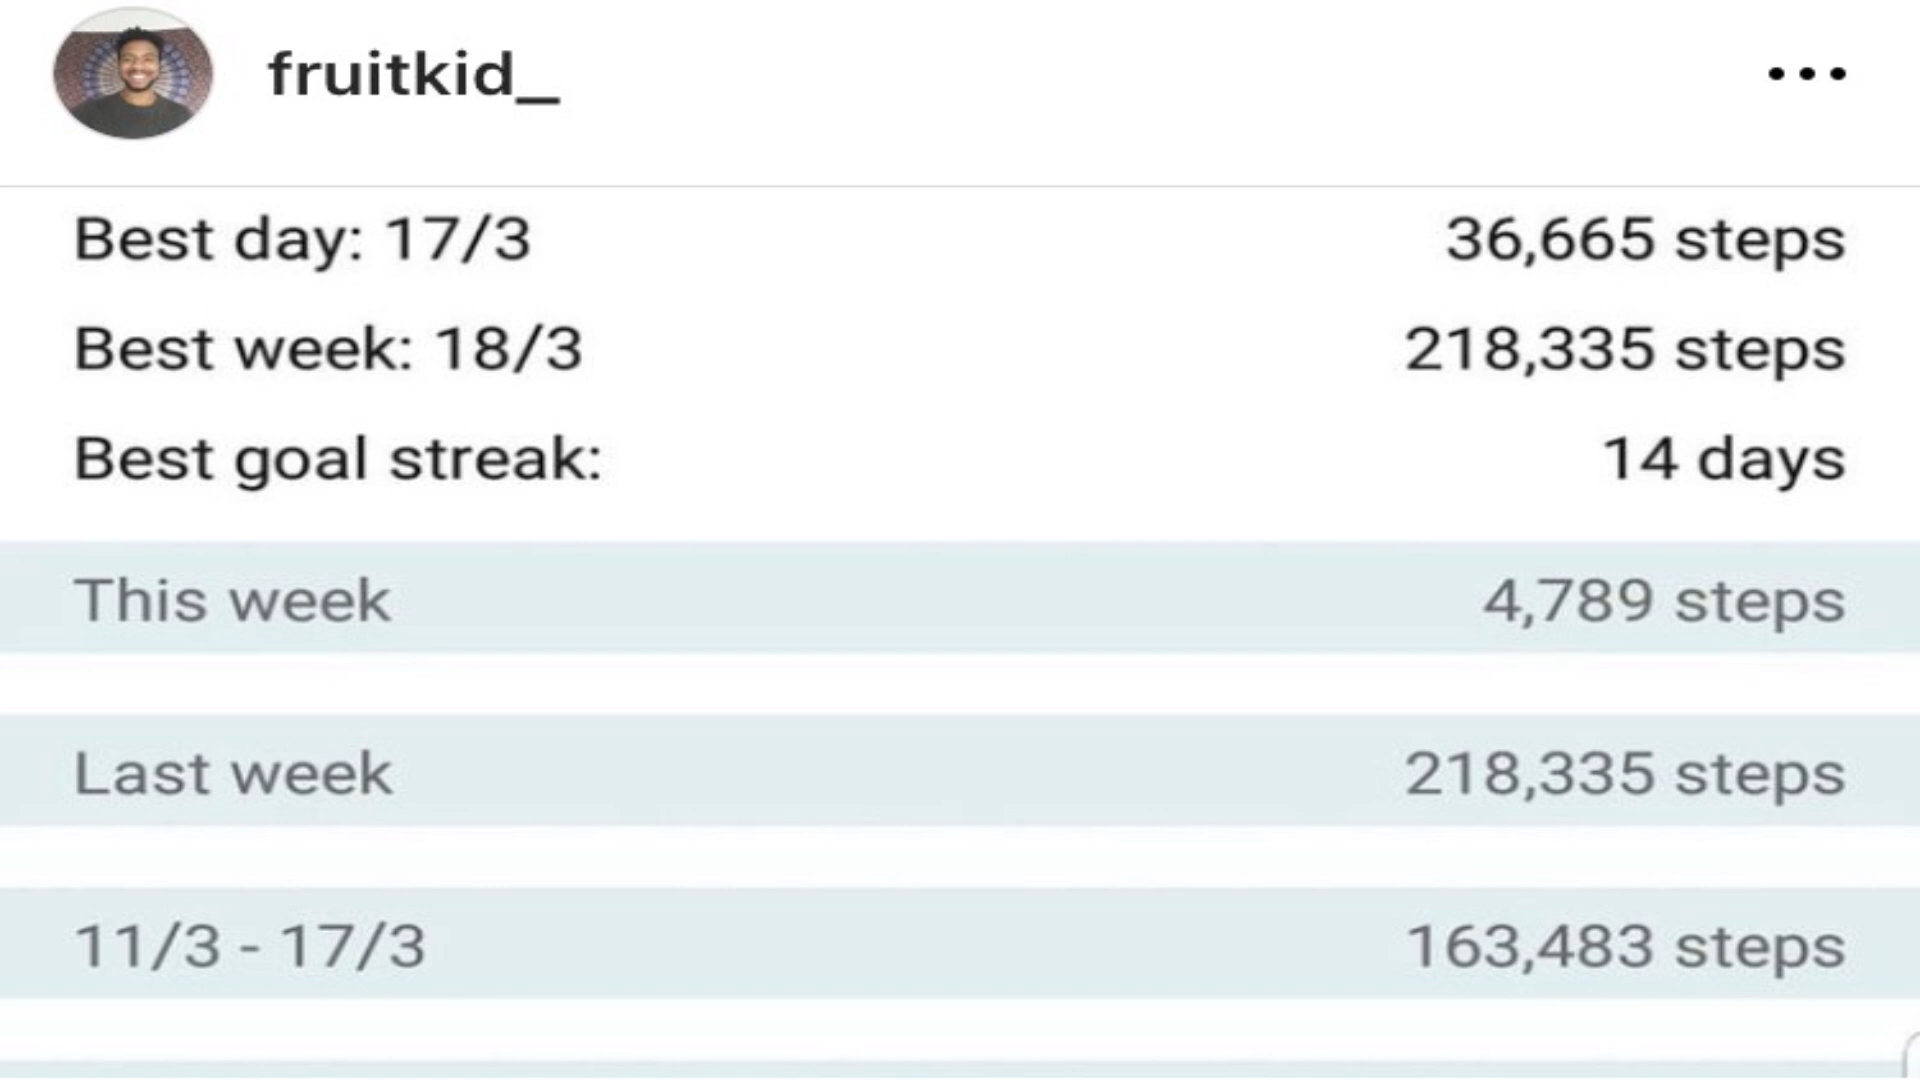 fruitkid_
Best day: 17/3 36,665 steps
Best week: 18/3 218,335 steps
Best goal streak: 14 days
This week 4,789 steps
Last week 218,335 steps
11/3 - 17/3 163,483 steps